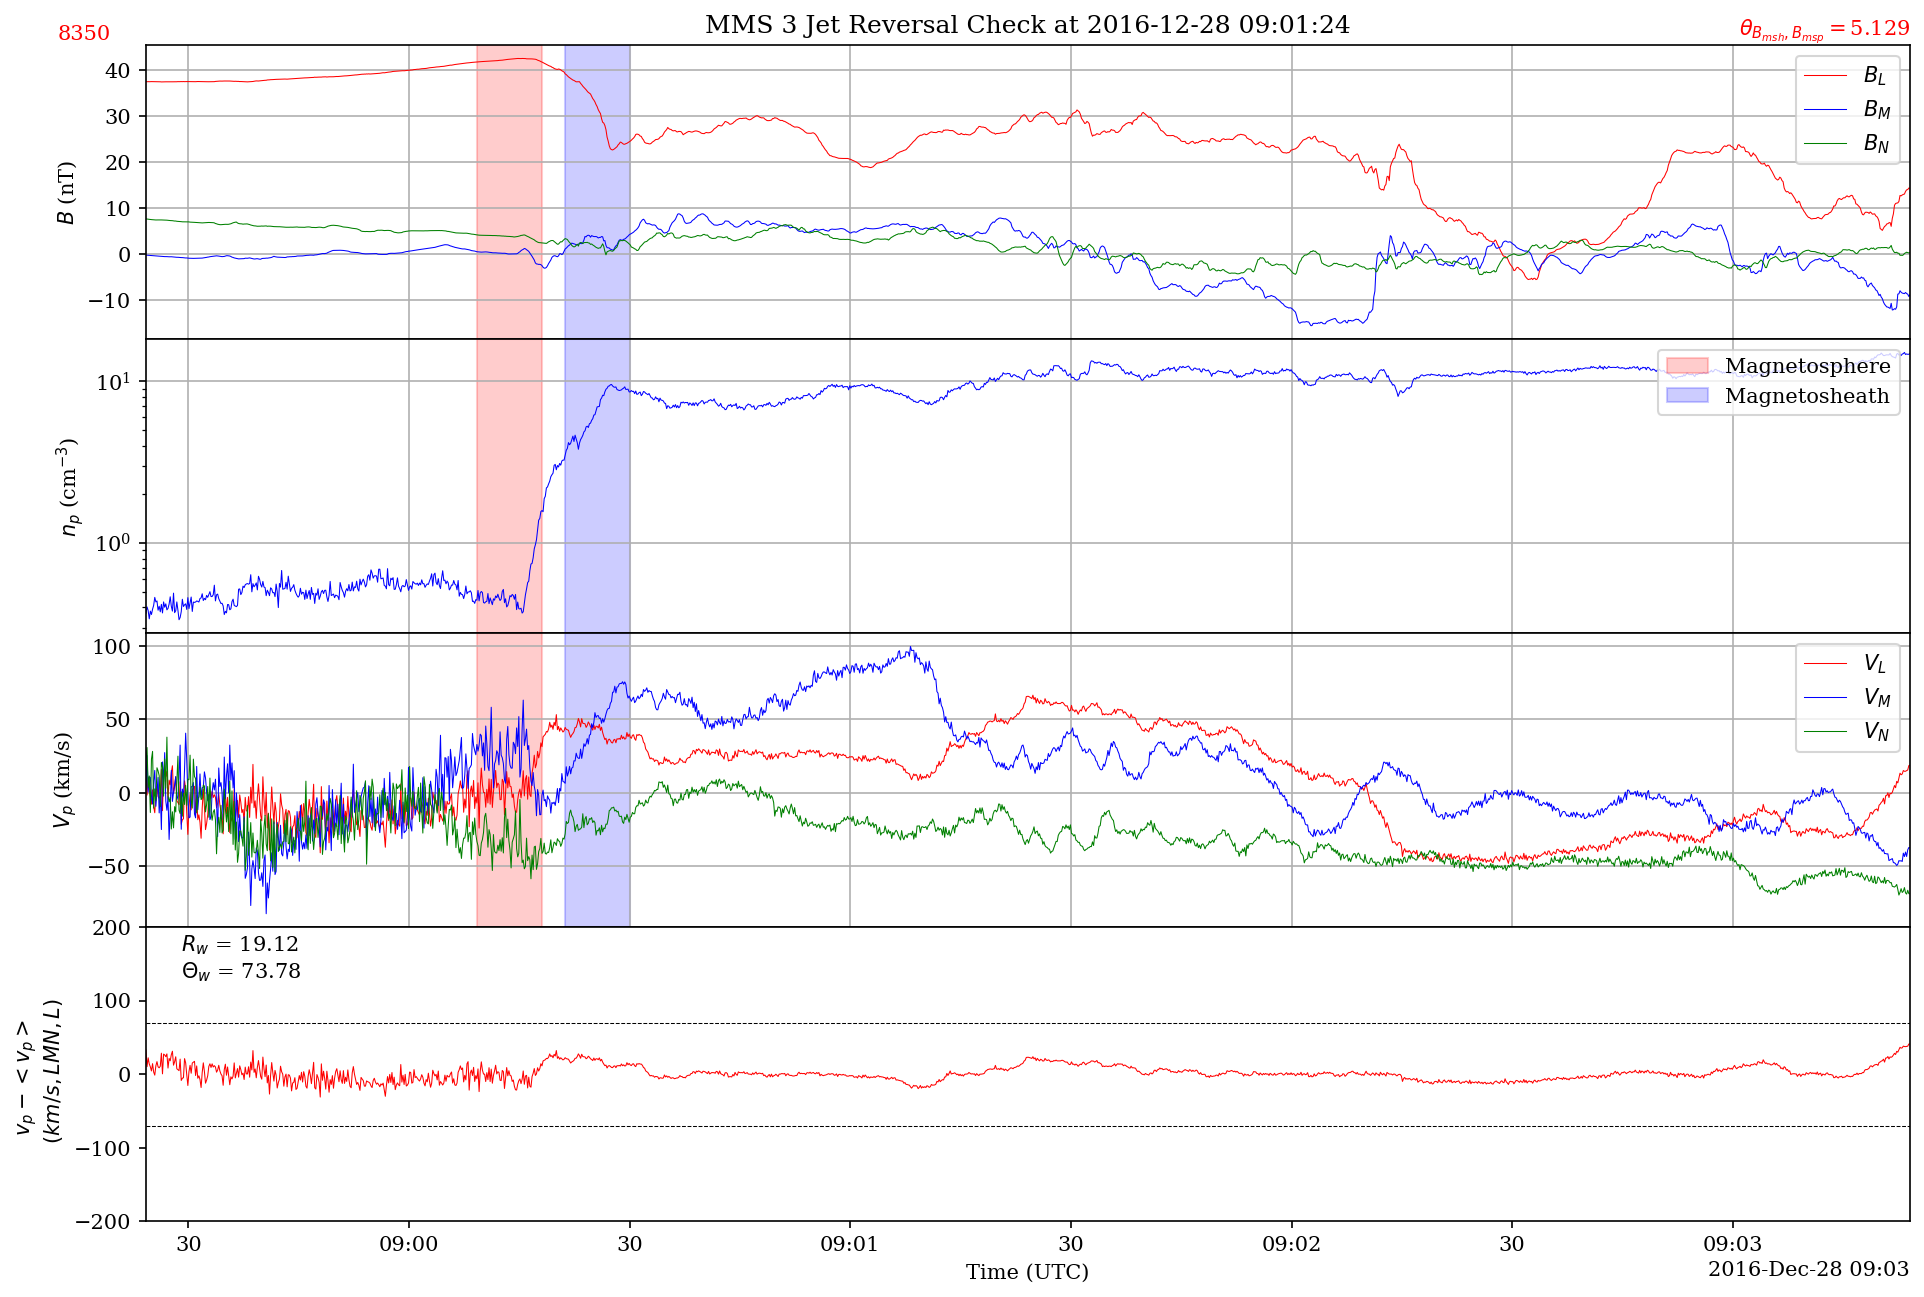 8350
MMS 3 Jet Reversal Check at 2016-12-28 09:01:24
θ_{B_{msh}, B_{msp}} = 5.129
40
30
20
10
0
−10
B (nT)
B_L
B_M
B_N
10^1
10^0
n_p (cm^{−3})
Magnetosphere
Magnetosheath
100
50
0
−50
V_p (km/s)
V_L
V_M
V_N
200
100
0
−100
−200
v_p − < v_p >
(km/s, LMN, L)
R_w = 19.12
Θ_w = 73.78
30
09:00
30
09:01
30
09:02
30
09:03
Time (UTC)
2016-Dec-28 09:03